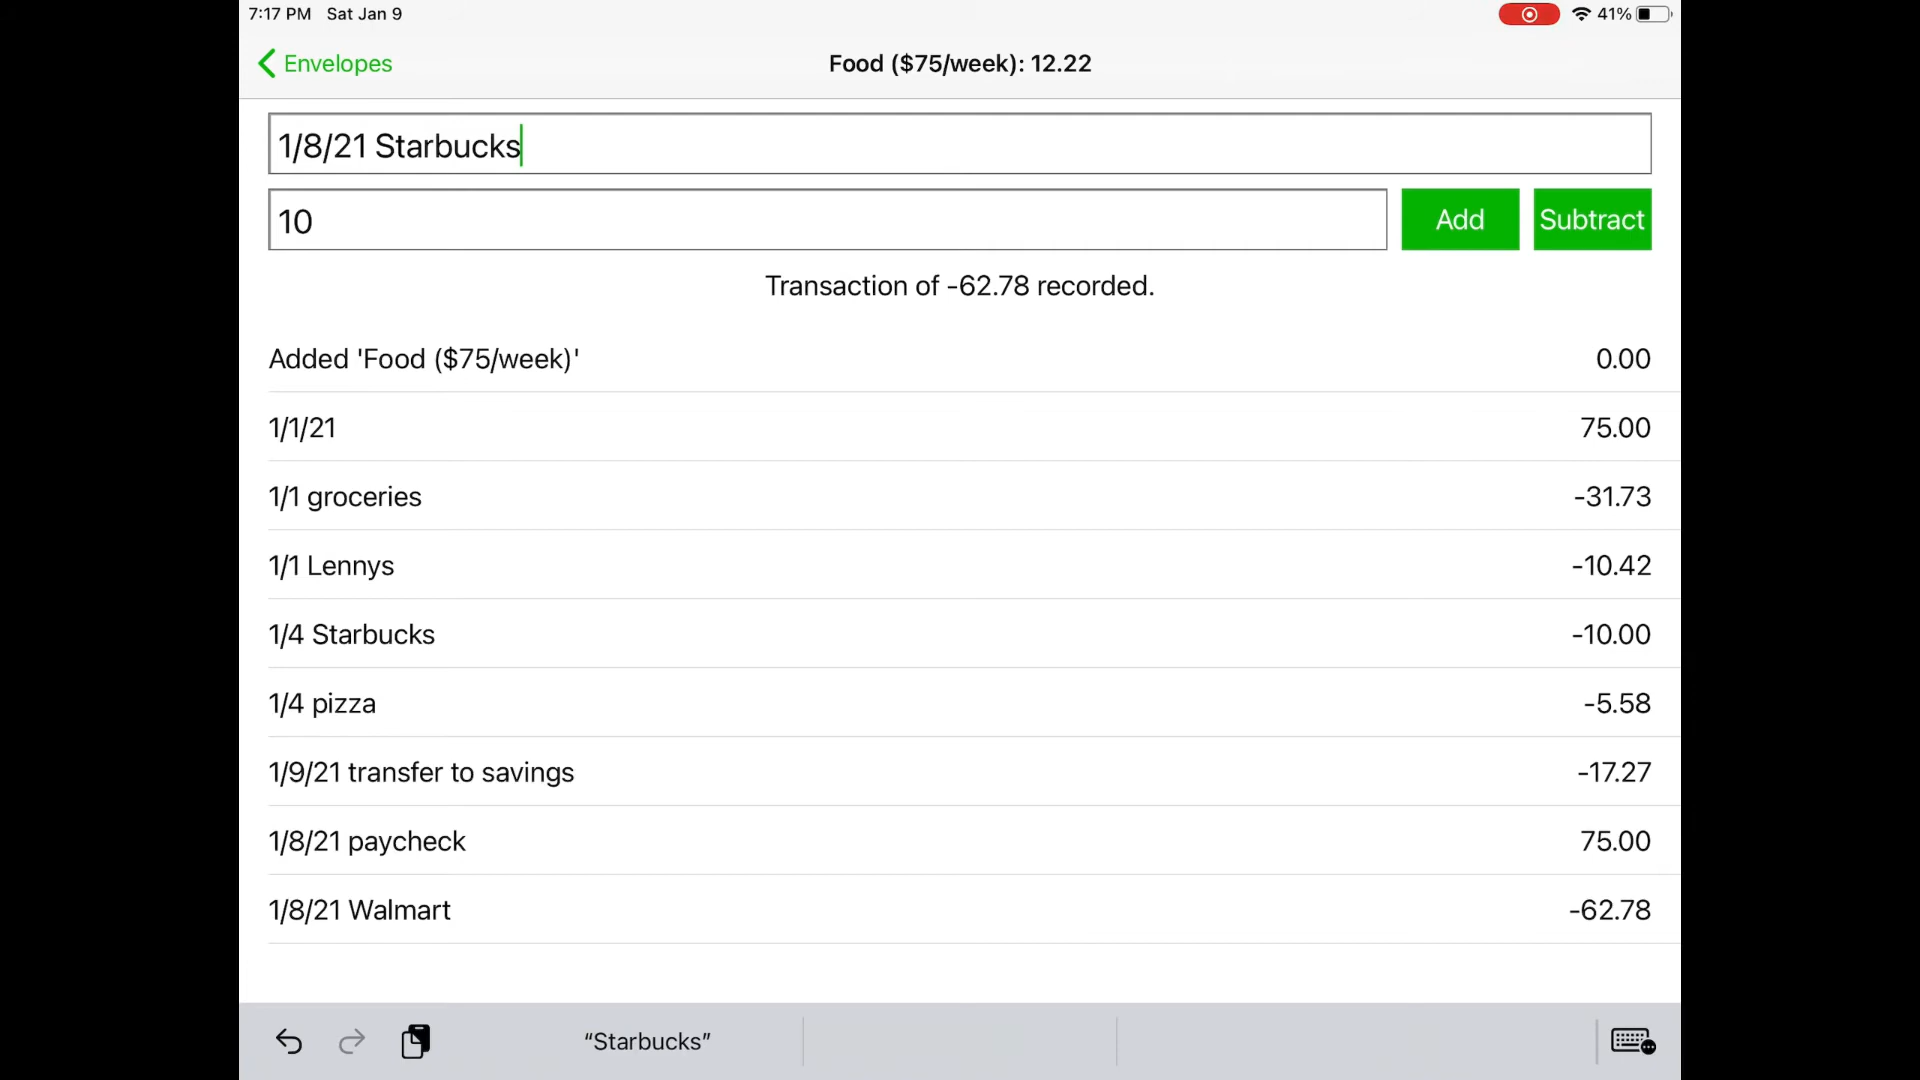 7:17 PM Sat Jan 9
41%
Envelopes
Food ($75/week): 12.22
1/8/21 Starbucks
10
Add
Subtract
Transaction of -62.78 recorded.
Added 'Food ($75/week)' 0.00
1/1/21 75.00
1/1 groceries -31.73
1/1 Lennys -10.42
1/4 Starbucks -10.00
1/4 pizza -5.58
1/9/21 transfer to savings -17.27
1/8/21 paycheck 75.00
1/8/21 Walmart -62.78
“Starbucks”